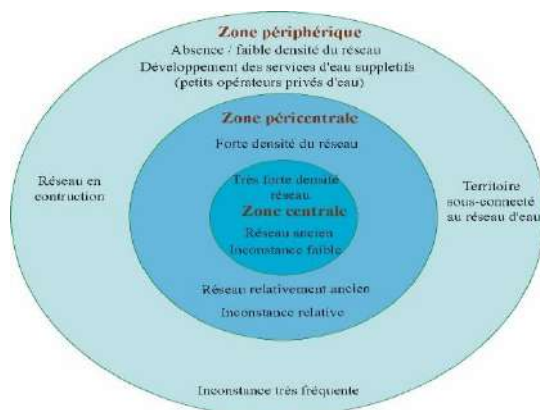 Zone périphérique
Absence / faible densité du réseau
Développement des services d'eau suppletifs
(petits opérateurs privés d'eau)
Zone péricentrale
Forte densité du réseau
Réseau en
contruction
Très forte densité
réseau
Zone centrale
Réseau ancien
Inconstance faible
Territoire
sous-connecté
au réseau d'eau
Réseau relativement ancien
Inconstance relative
Inconstance très fréquente